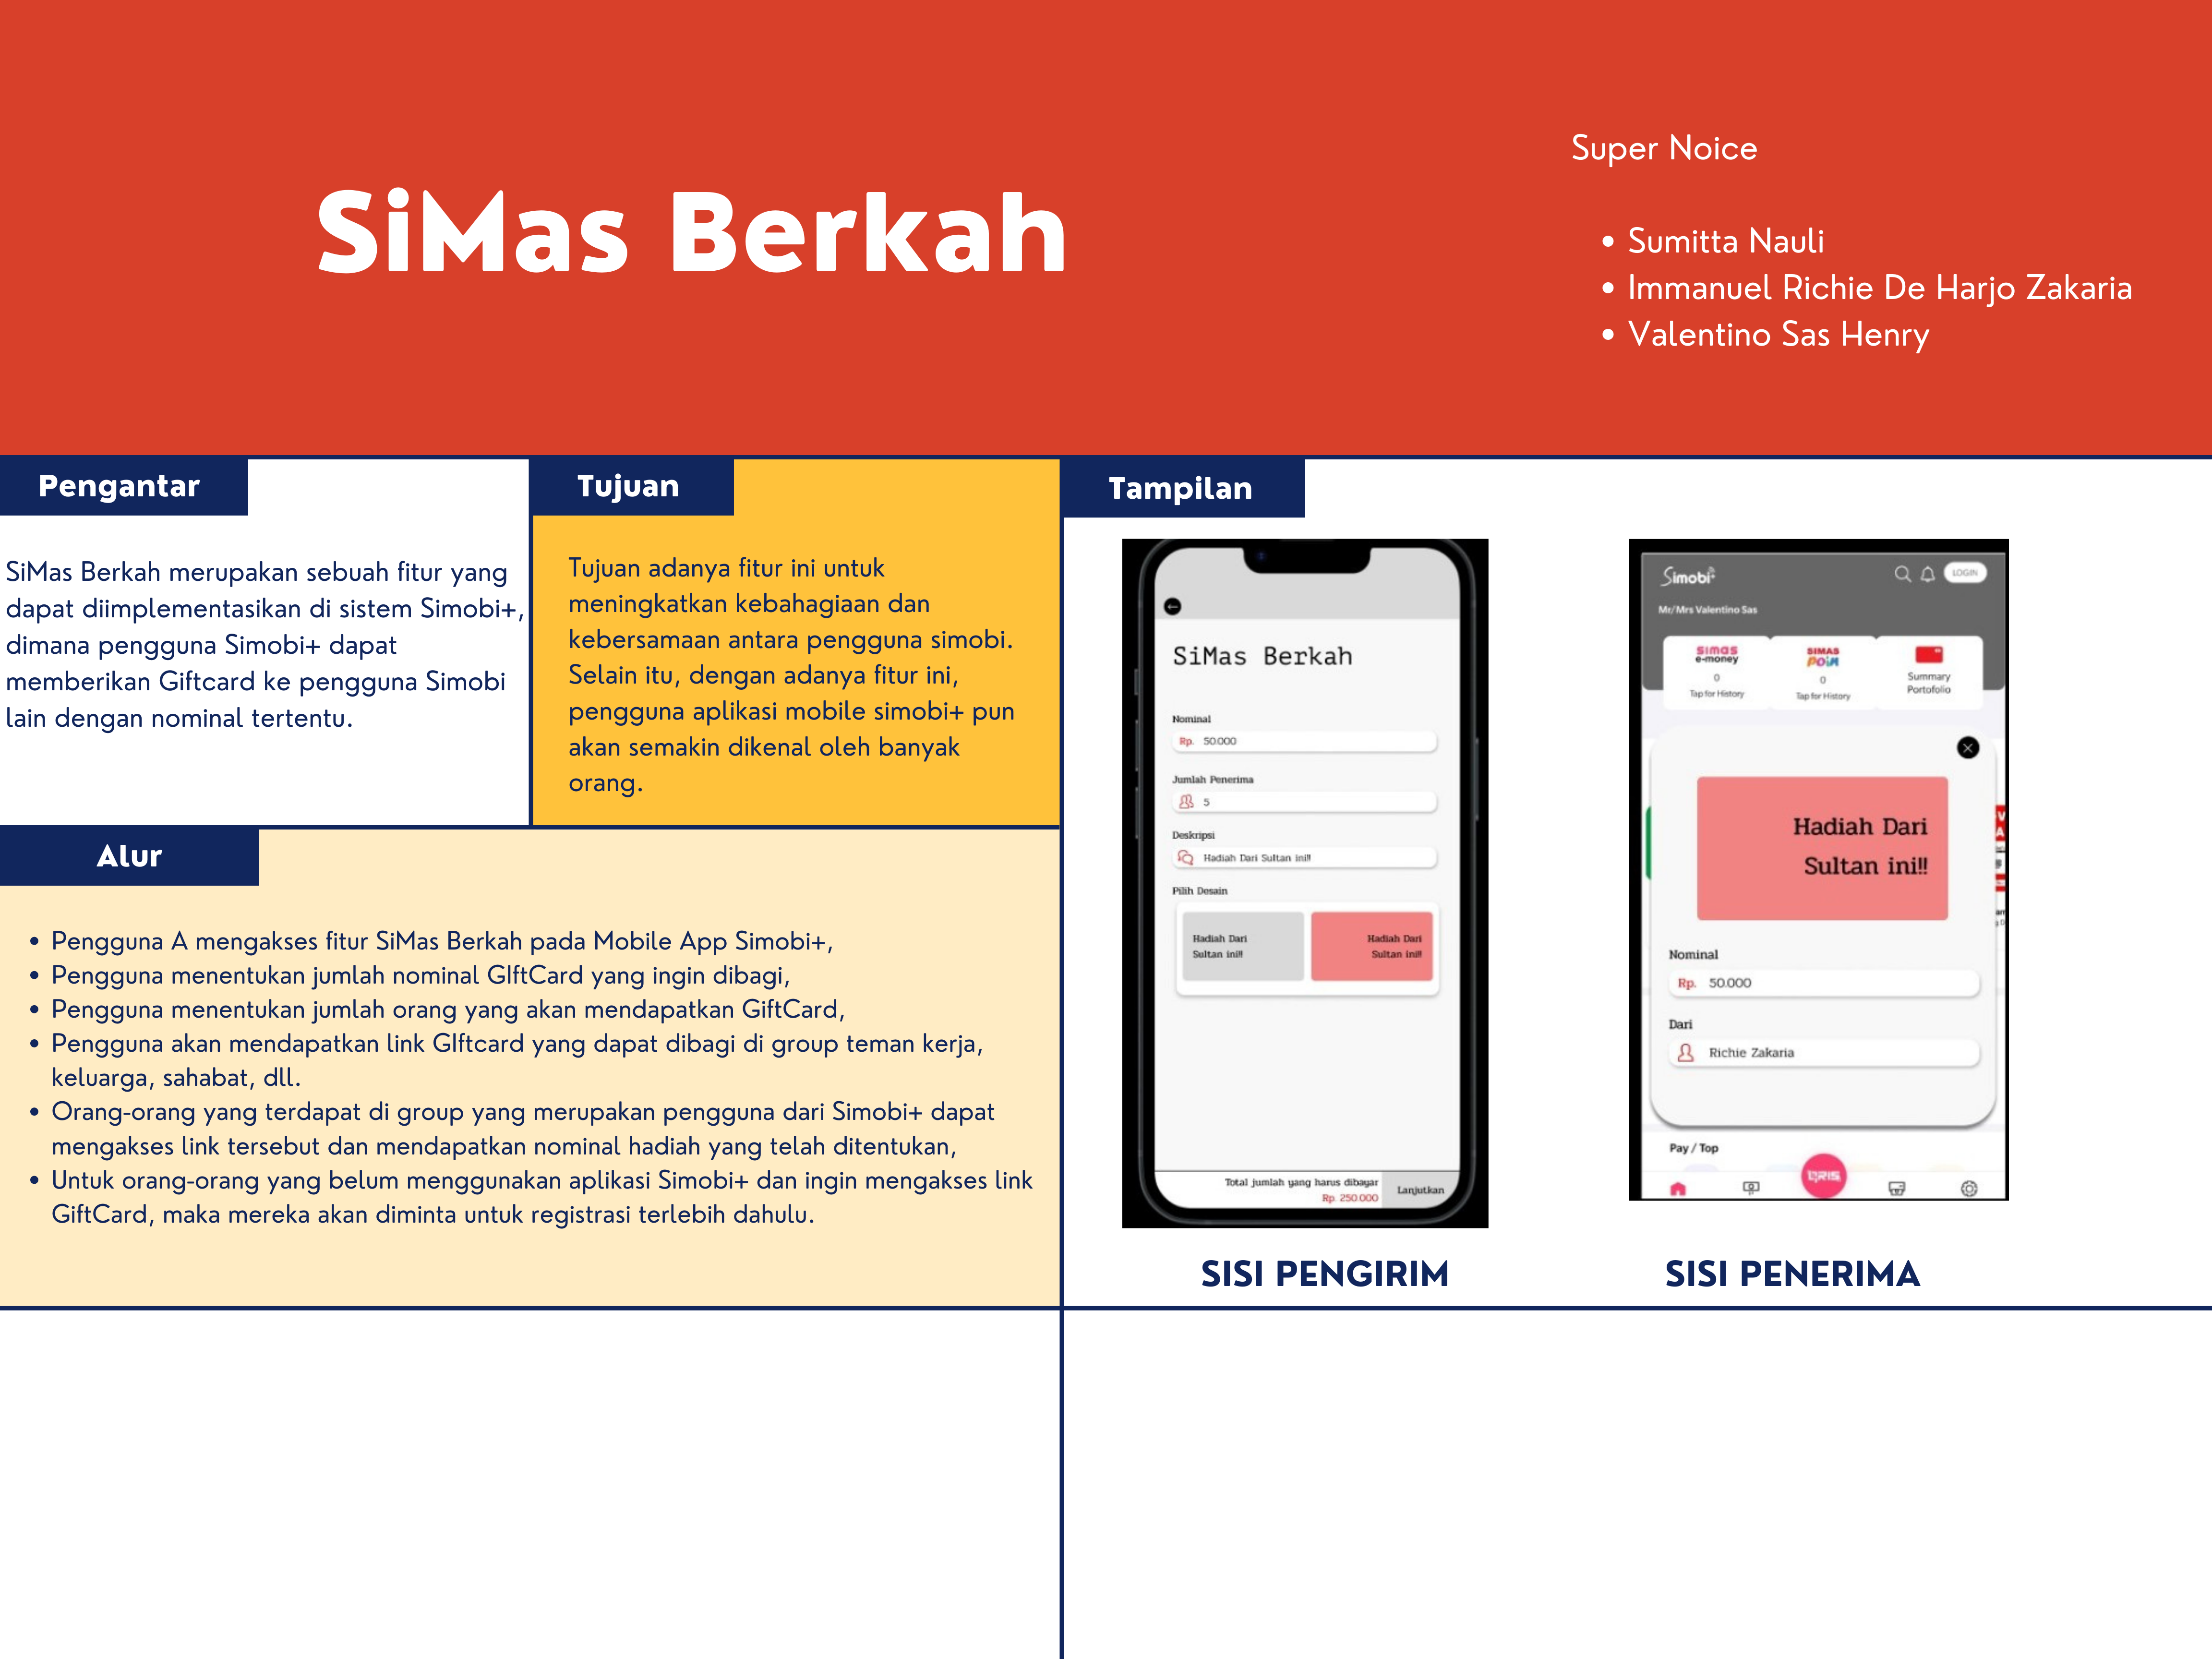 SiMas Berkah
Super Noice
• Sumitta Nauli
• Immanuel Richie De Harjo Zakaria
• Valentino Sas Henry
Pengantar
SiMas Berkah merupakan sebuah fitur yang
dapat diimplementasikan di sistem Simobi+,
dimana pengguna Simobi+ dapat
memberikan Giftcard ke pengguna Simobi
lain dengan nominal tertentu.
Tujuan
Tujuan adanya fitur ini untuk
meningkatkan kebahagiaan dan
kebersamaan antara pengguna simobi.
Selain itu, dengan adanya fitur ini,
pengguna aplikasi mobile simobi+ pun
akan semakin dikenal oleh banyak
orang.
Alur
• Pengguna A mengakses fitur SiMas Berkah pada Mobile App Simobi+,
• Pengguna menentukan jumlah nominal GIftCard yang ingin dibagi,
• Pengguna menentukan jumlah orang yang akan mendapatkan GiftCard,
• Pengguna akan mendapatkan link GIftcard yang dapat dibagi di group teman kerja,
keluarga, sahabat, dll.
• Orang-orang yang terdapat di group yang merupakan pengguna dari Simobi+ dapat
mengakses link tersebut dan mendapatkan nominal hadiah yang telah ditentukan,
• Untuk orang-orang yang belum menggunakan aplikasi Simobi+ dan ingin mengakses link
GiftCard, maka mereka akan diminta untuk registrasi terlebih dahulu.
Tampilan
SiMas Berkah
Nominal
Rp. 50.000
Jumlah Penerima
5
Deskripsi
Hadiah Dari Sultan ini!!
Pilih Desain
Hadiah Dari
Sultan ini!!
Hadiah Dari
Sultan ini!!
Total jumlah yang harus dibayar
Rp. 250.000
Lanjutkan
SISI PENGIRIM
Simobi+
LOGIN
Mr/Mrs Valentino Sas
simas
e-money
0
Tap for History
SIMAS
POIN
0
Tap for History
Summary
Portofolio
Hadiah Dari
Sultan ini!!
Nominal
Rp. 50.000
Dari
Richie Zakaria
Pay / Top
QRIS
SISI PENERIMA